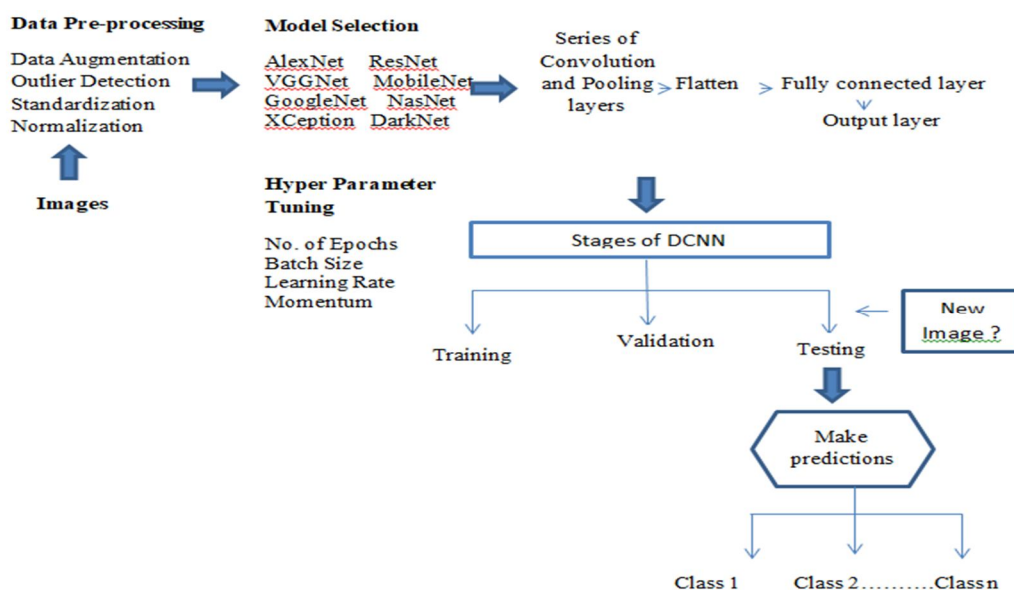 Data Pre-processing
Data Augmentation
Outlier Detection
Standardization
Normalization
Images
Model Selection
AlexNet ResNet
VGGNet MobileNet
GoogleNet NasNet
XCeption DarkNet
Hyper Parameter
Tuning
No. of Epochs
Batch Size
Learning Rate
Momentum
Series of
Convolution
and Pooling
layers
Flatten
Fully connected layer
Output layer
Stages of DCNN
Training
Validation
Testing
New
Image ?
Make
predictions
Class 1 Class 2..........Class n